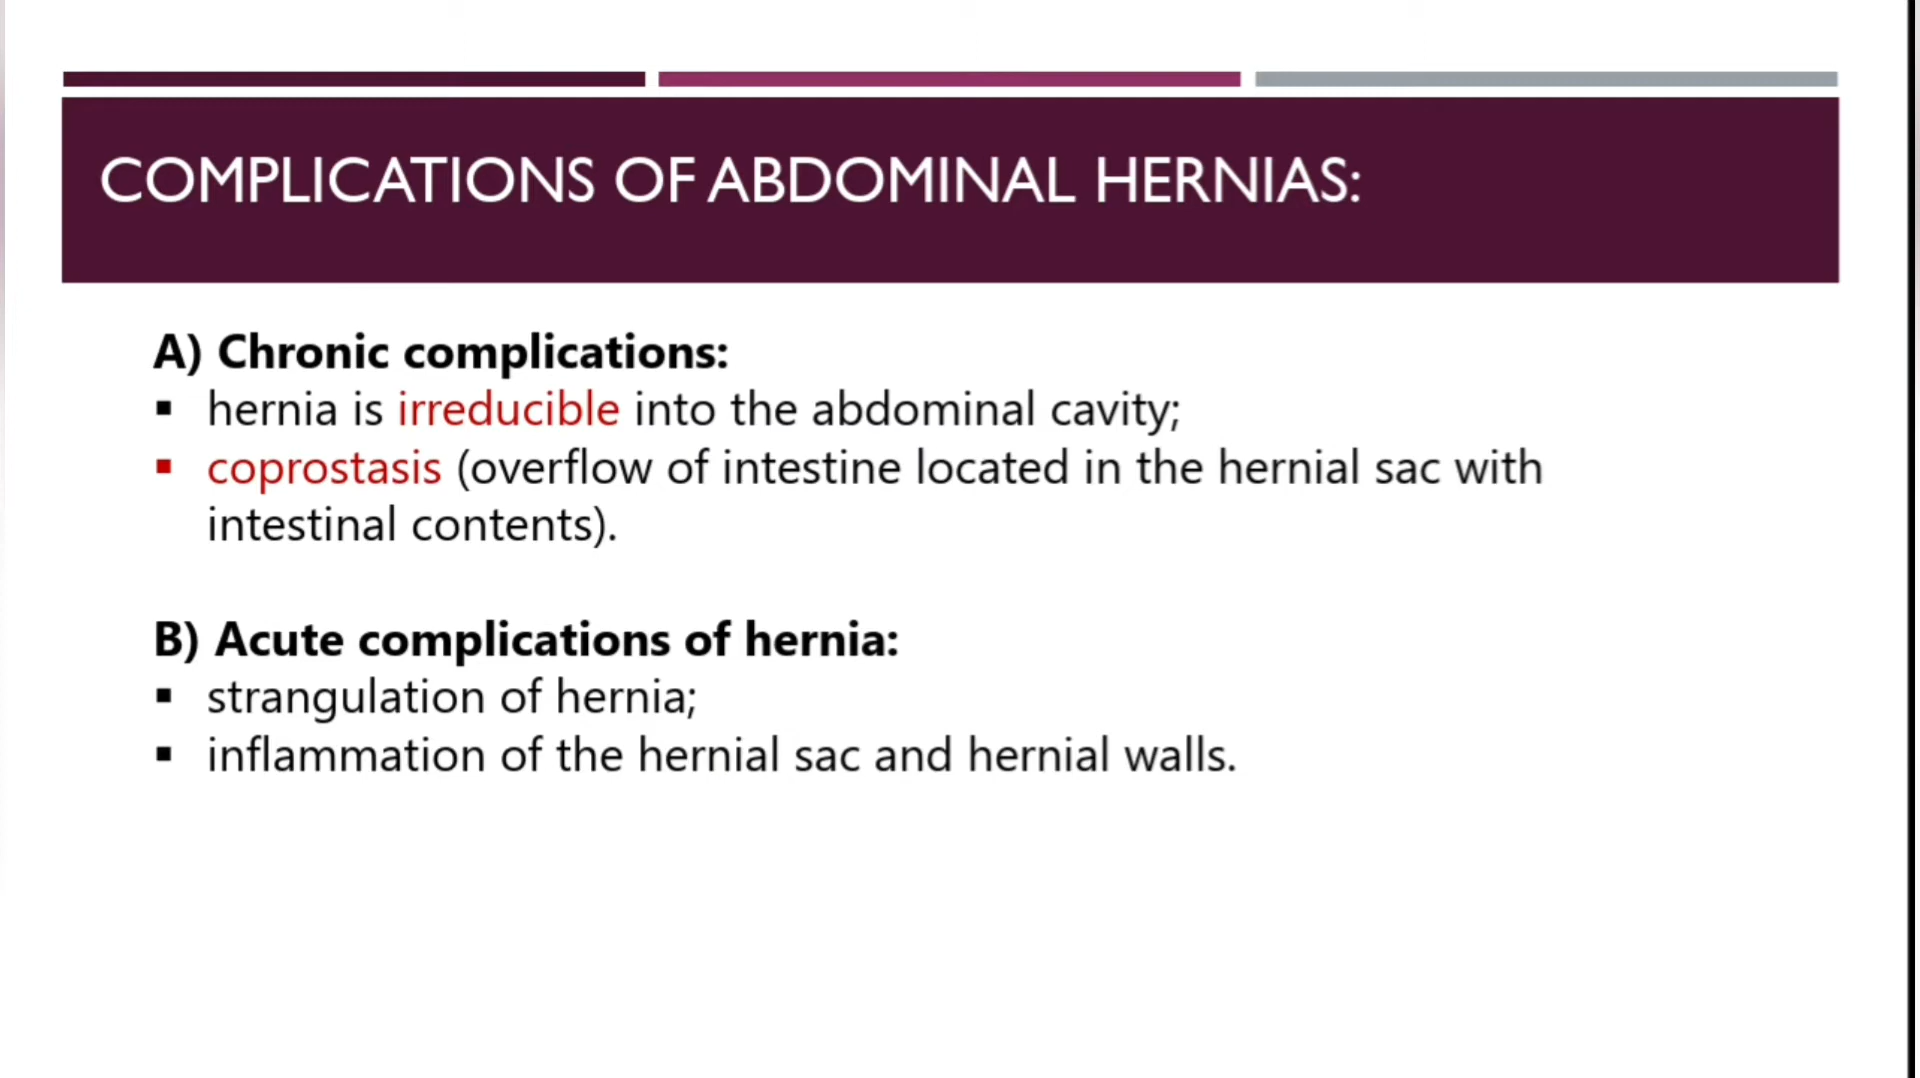 COMPLICATIONS OF ABDOMINAL HERNIAS:
A) Chronic complications:
▪ hernia is irreducible into the abdominal cavity;
▪ coprostasis (overflow of intestine located in the hernial sac with
intestinal contents).
B) Acute complications of hernia:
▪ strangulation of hernia;
▪ inflammation of the hernial sac and hernial walls.